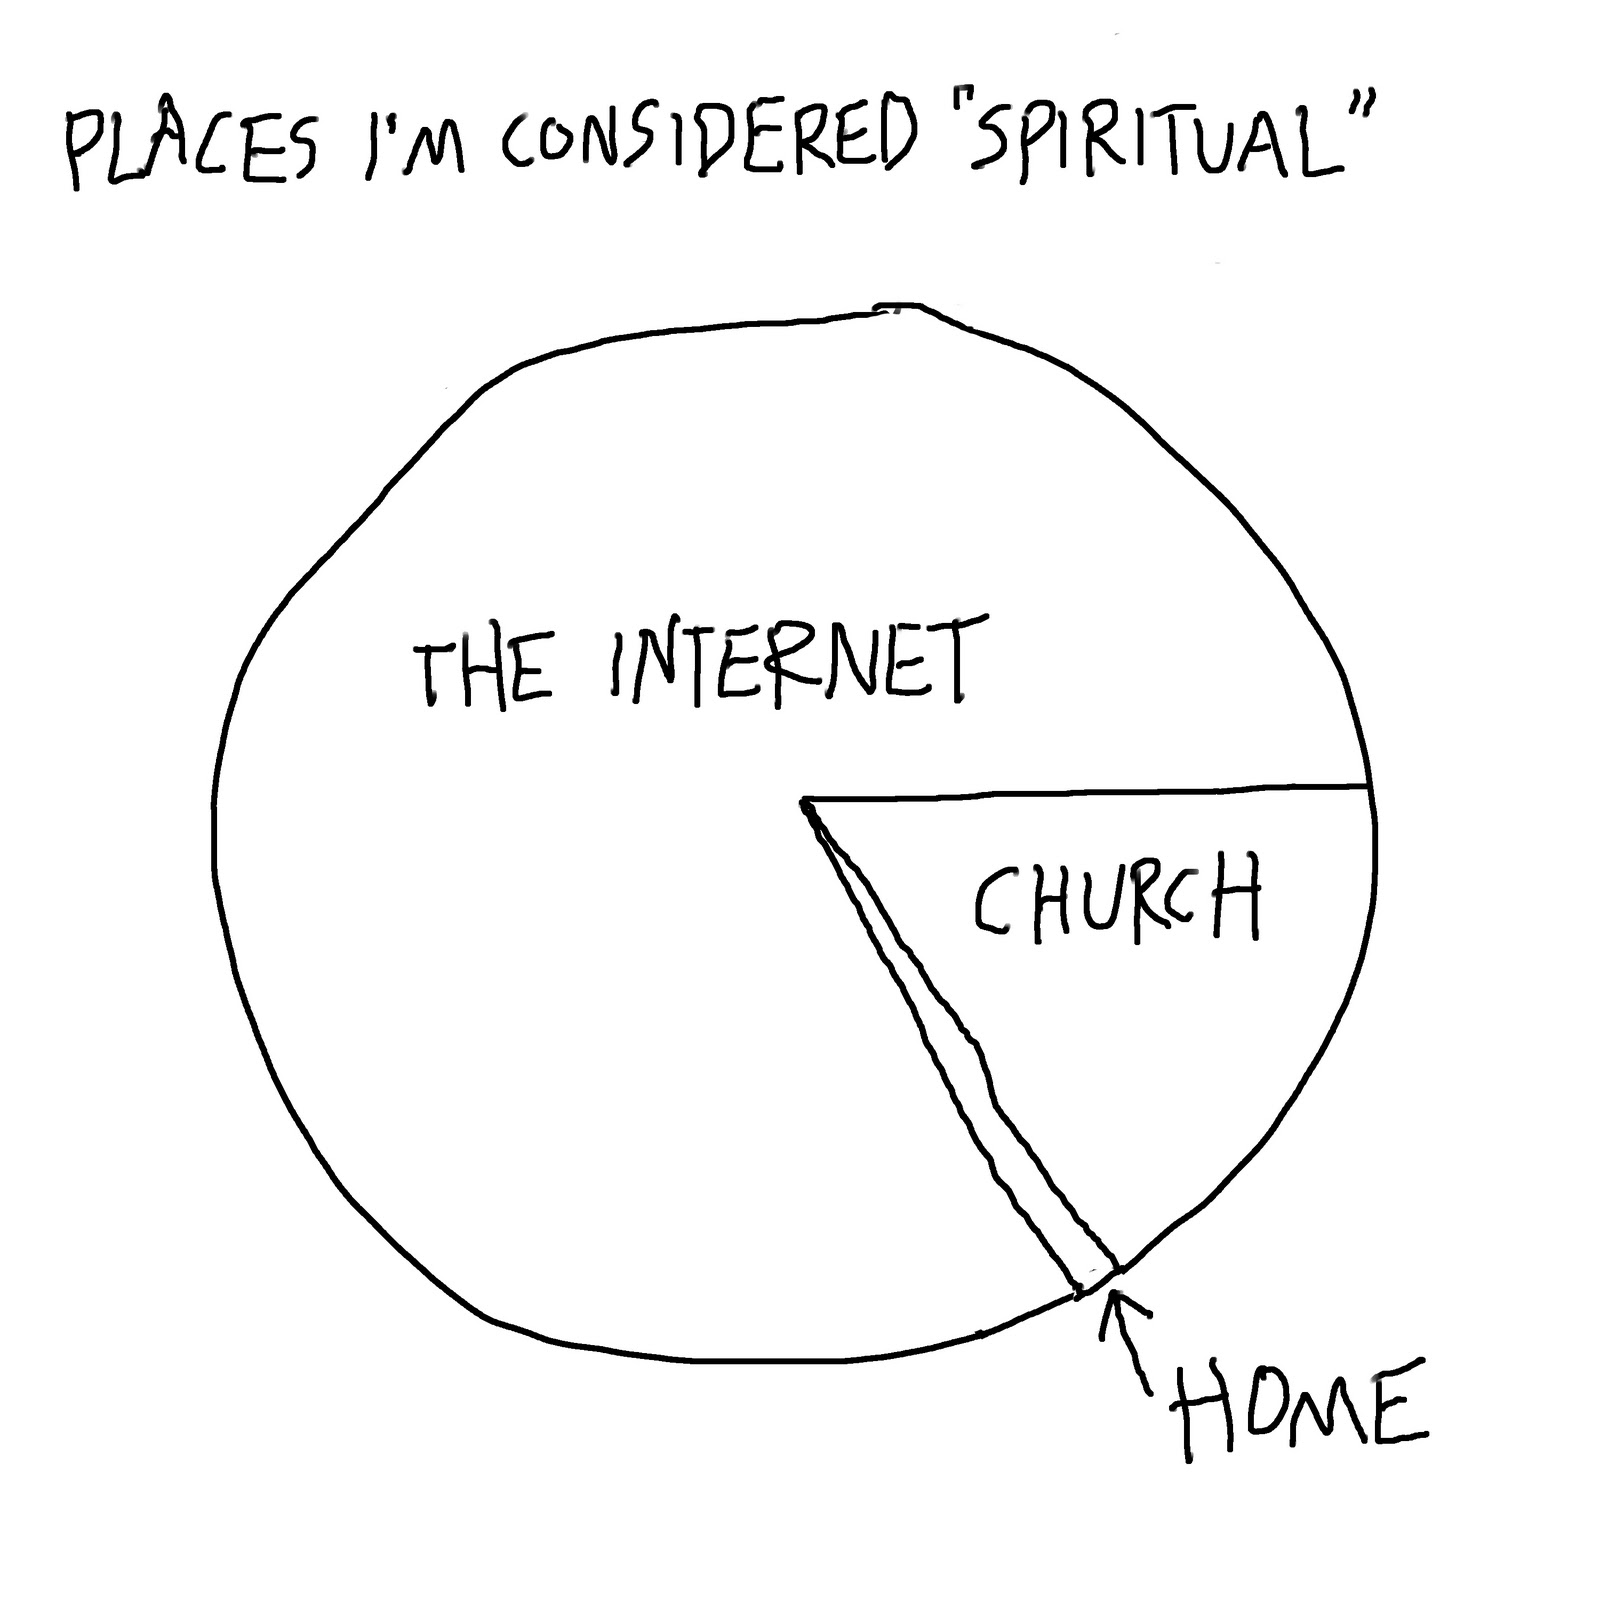 PLACES I'M CONSIDERED "SPIRITUAL"
THE INTERNET
CHURCH
HOME